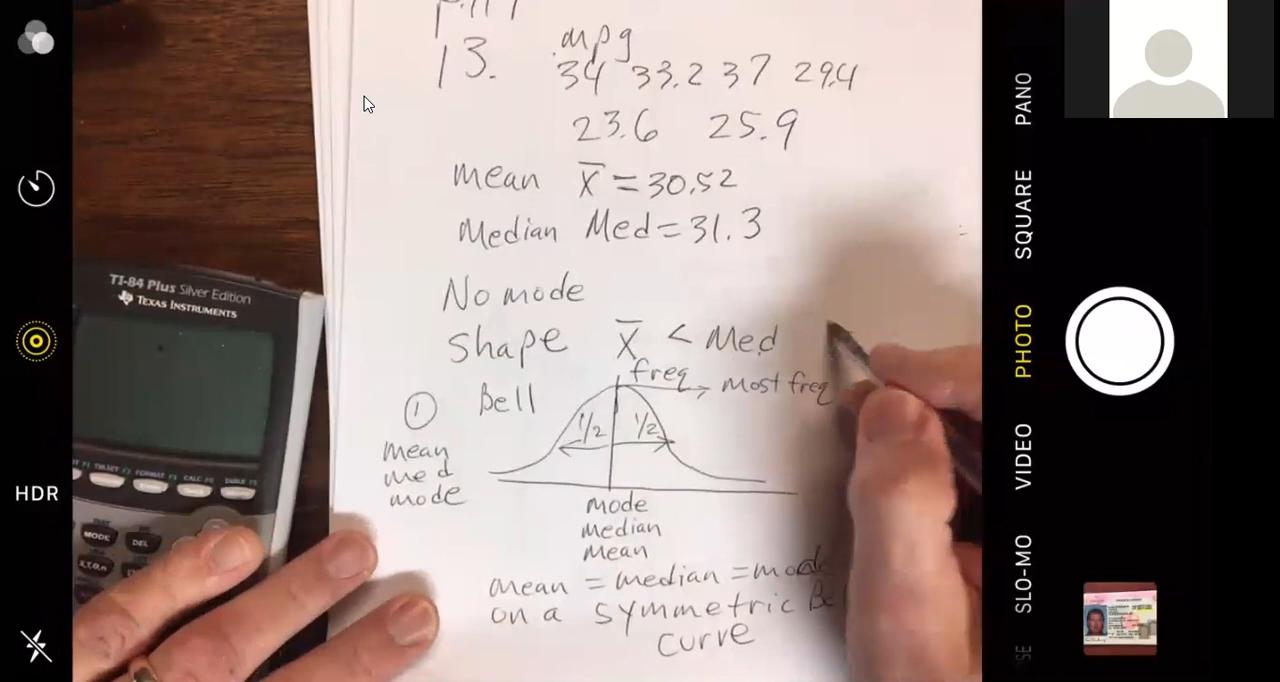 13. mpg
34 33.2 37 29.4
23.6 25.9
mean x̄ = 30.52
Median Med = 31.3
No mode
Shape x̄ < Med
freq
most freq
① Bell
1/2 1/2
mean
med
mode
mode
median
mean
mean = median = mode
on a symmetric Be
curve
TI-84 Plus Silver Edition
TEXAS INSTRUMENTS
MODE
DEL
X,T,Θ,n
HDR
PANO
SQUARE
PHOTO
VIDEO
SLO-MO